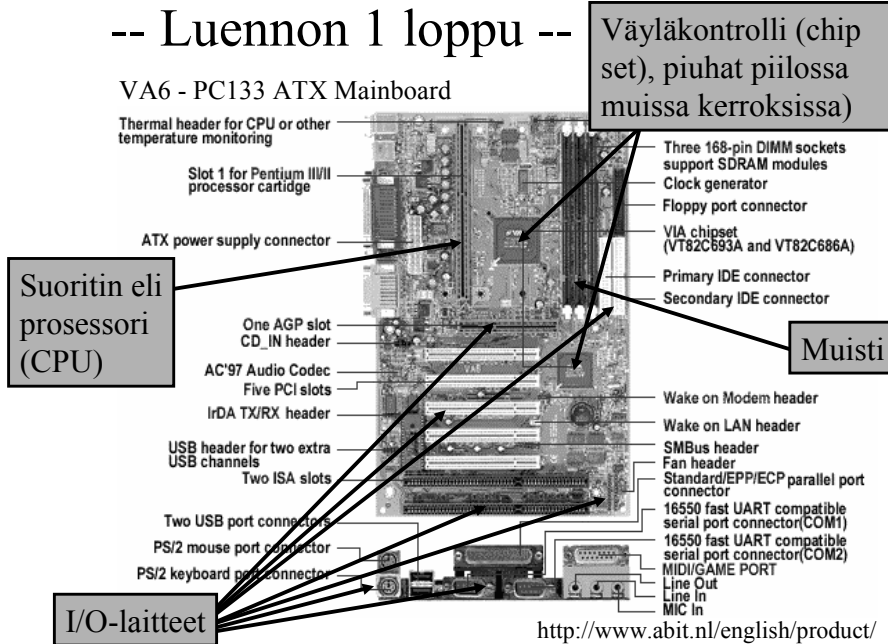 -- Luennon 1 loppu --
Väyläkontrolli (chip
set), piuhat piilossa
muissa kerroksissa)
VA6 - PC133 ATX Mainboard
Thermal header for CPU or other
temperature monitoring
Slot 1 for Pentium III/II
processor cartidge
ATX power supply connector
Suoritin eli
prosessori
(CPU)
One AGP slot
CD_IN header
AC'97 Audio Codec
Five PCI slots
IrDA TX/RX header
USB header for two extra
USB channels
Two ISA slots
Two USB port connectors
PS/2 mouse port connector
PS/2 keyboard port connector
I/O-laitteet
VA6
Three 168-pin DIMM sockets
support SDRAM modules
Clock generator
Floppy port connector
VIA chipset
(VT82C693A and VT82C686A)
Primary IDE connector
Secondary IDE connector
Muisti
Wake on Modem header
Wake on LAN header
SMBus header
Fan header
Standard/EPP/ECP parallel port
connector
16550 fast UART compatible
serial port connector(COM1)
16550 fast UART compatible
serial port connector(COM2)
MIDI/GAME PORT
Line Out
Line In
MIC In
http://www.abit.nl/english/product/